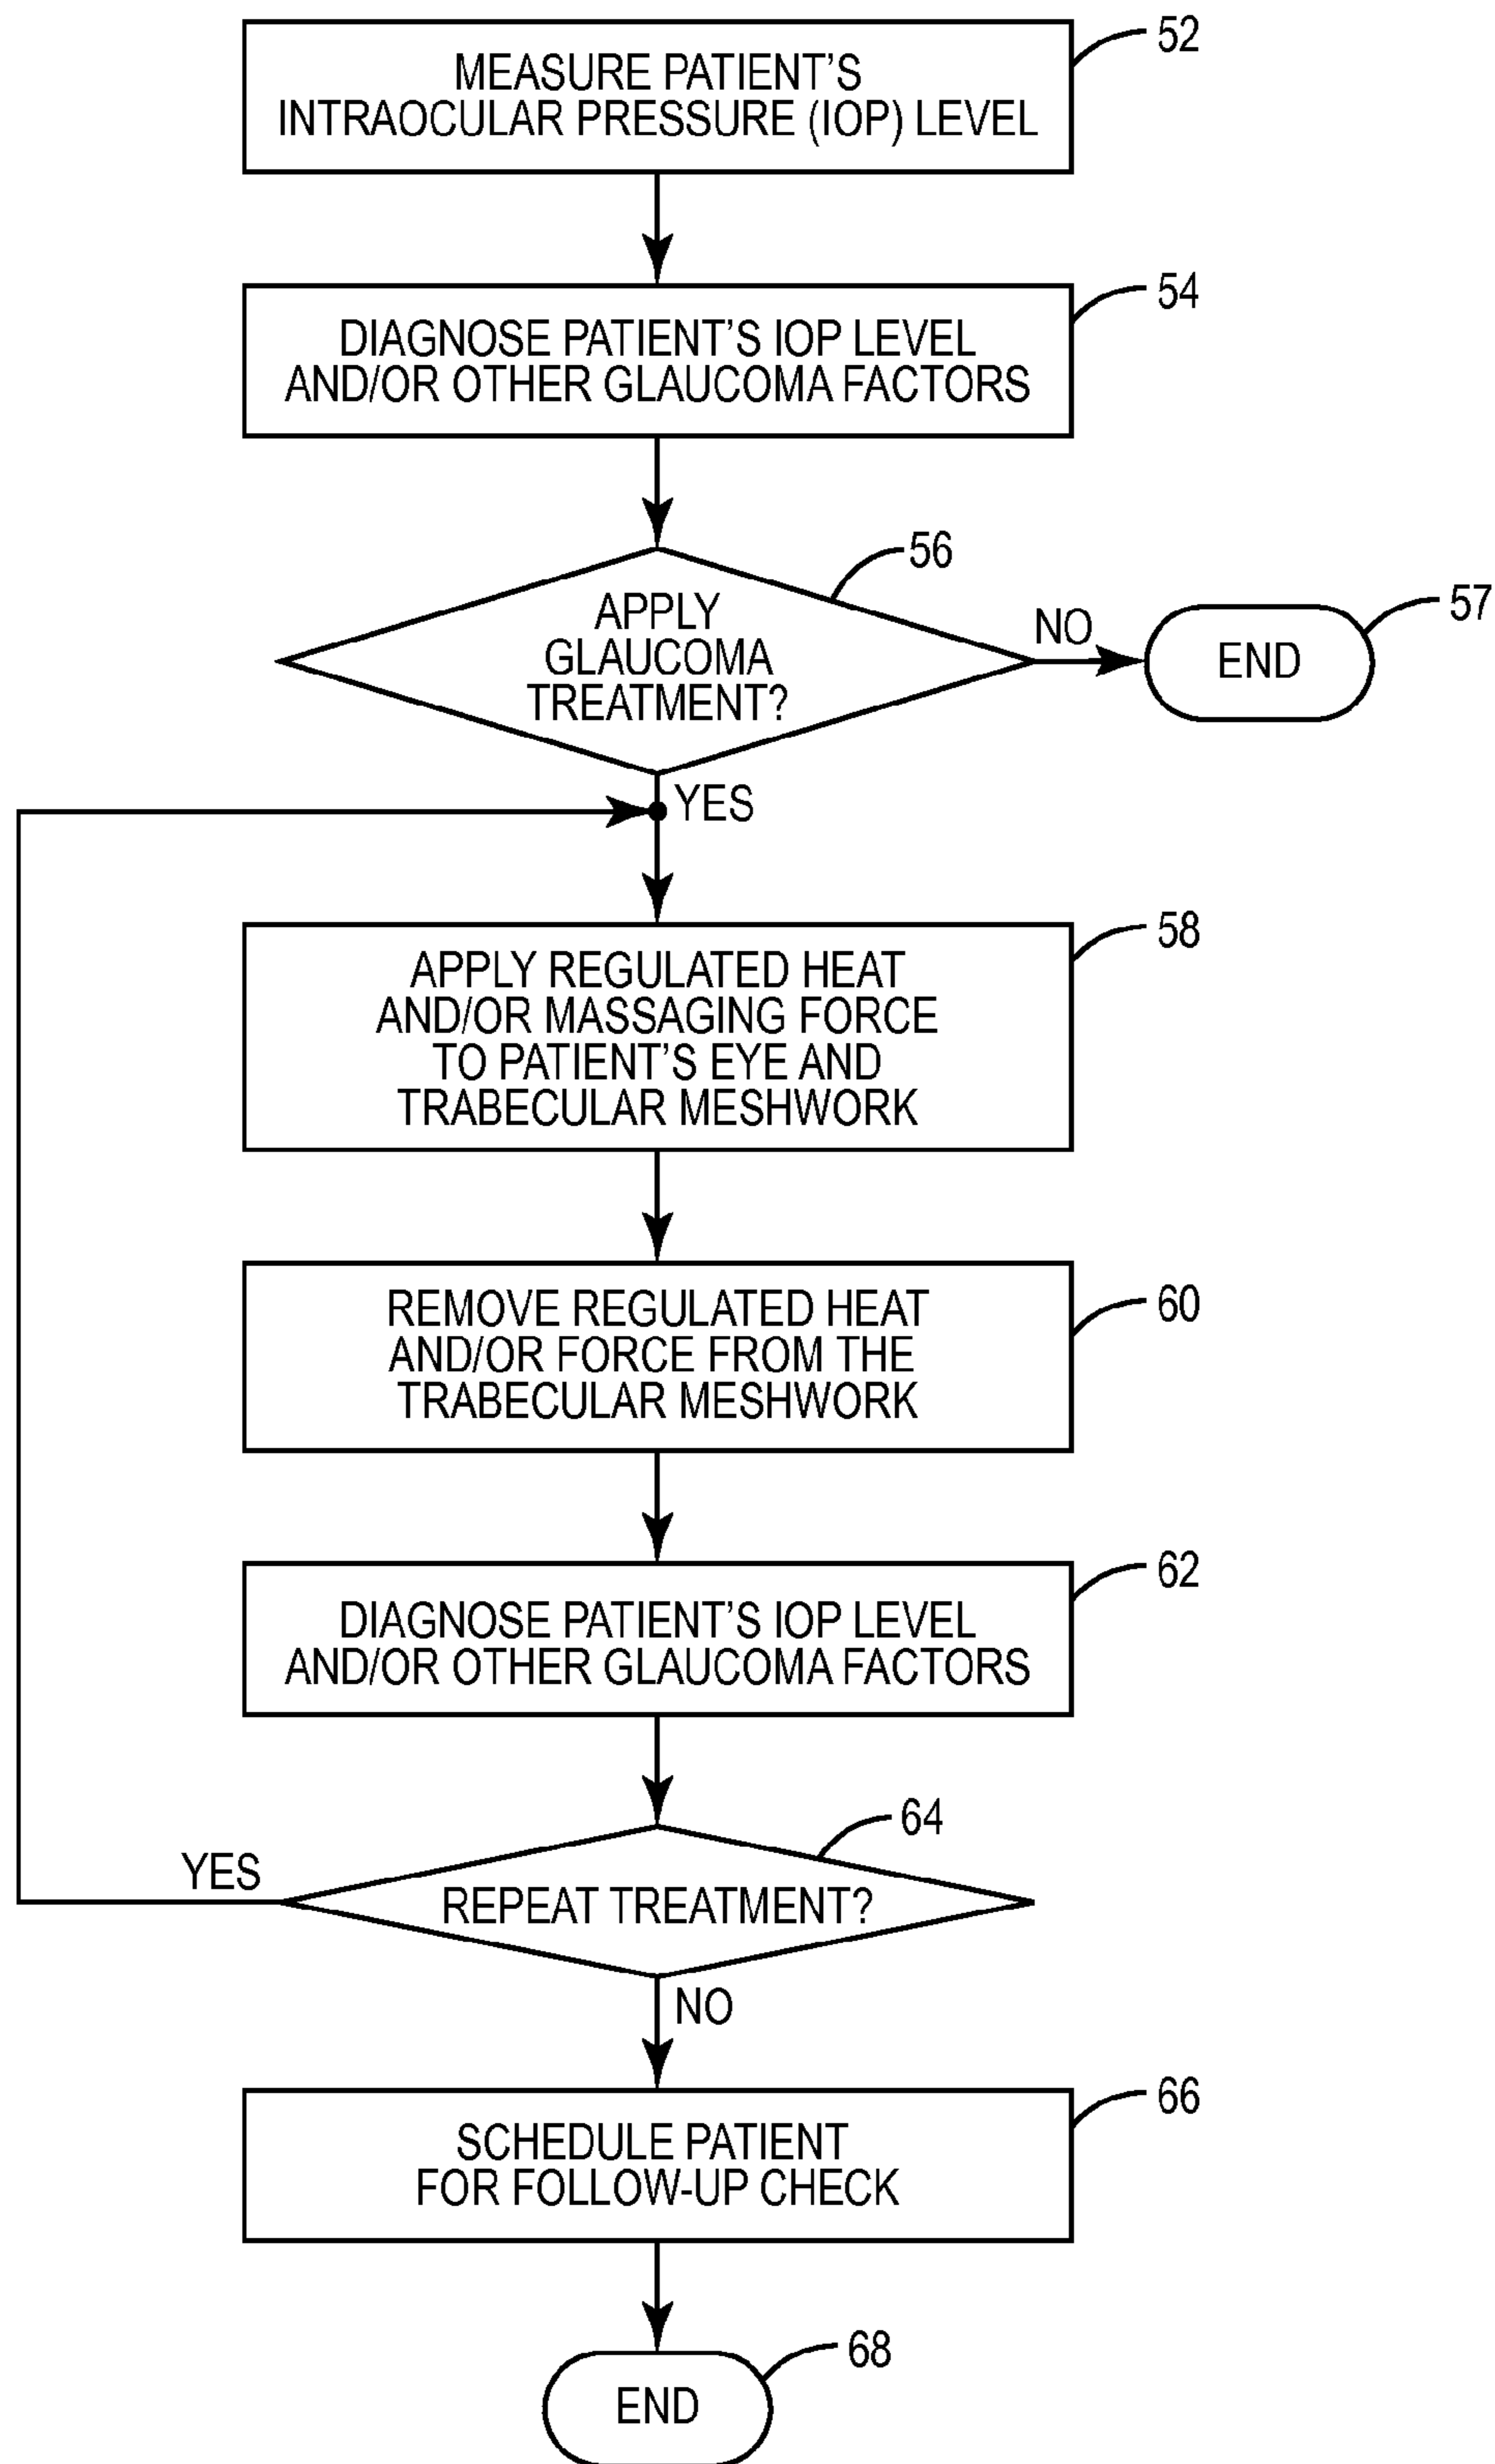 MEASURE PATIENT'S
INTRAOCULAR PRESSURE (IOP) LEVEL
52
DIAGNOSE PATIENT'S IOP LEVEL
AND/OR OTHER GLAUCOMA FACTORS
54
APPLY
GLAUCOMA
TREATMENT?
56
NO
END
57
YES
APPLY REGULATED HEAT
AND/OR MASSAGING FORCE
TO PATIENT'S EYE AND
TRABECULAR MESHWORK
58
REMOVE REGULATED HEAT
AND/OR FORCE FROM THE
TRABECULAR MESHWORK
60
DIAGNOSE PATIENT'S IOP LEVEL
AND/OR OTHER GLAUCOMA FACTORS
62
REPEAT TREATMENT?
64
YES
NO
SCHEDULE PATIENT
FOR FOLLOW-UP CHECK
66
END
68